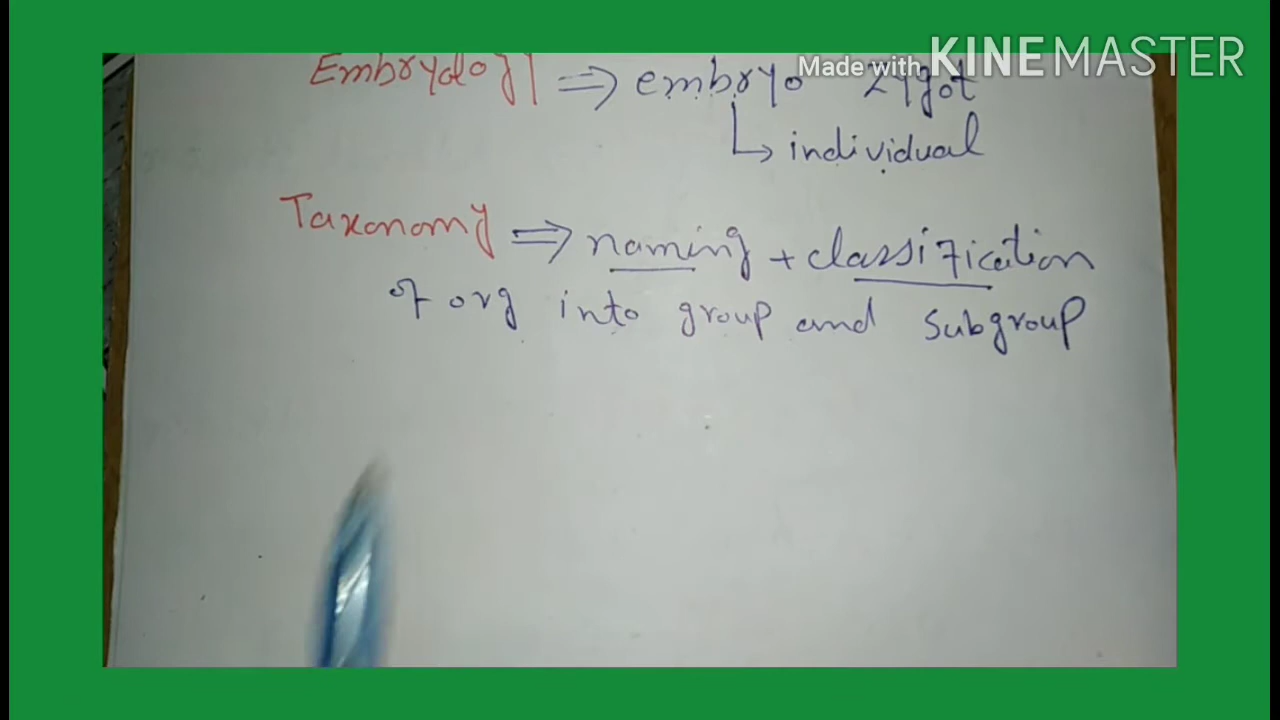 Made with KINEMASTER
Embryology ⇒ embryo zygot
↳ individual
Taxonomy ⇒ naming + classification
of org into group and subgroup